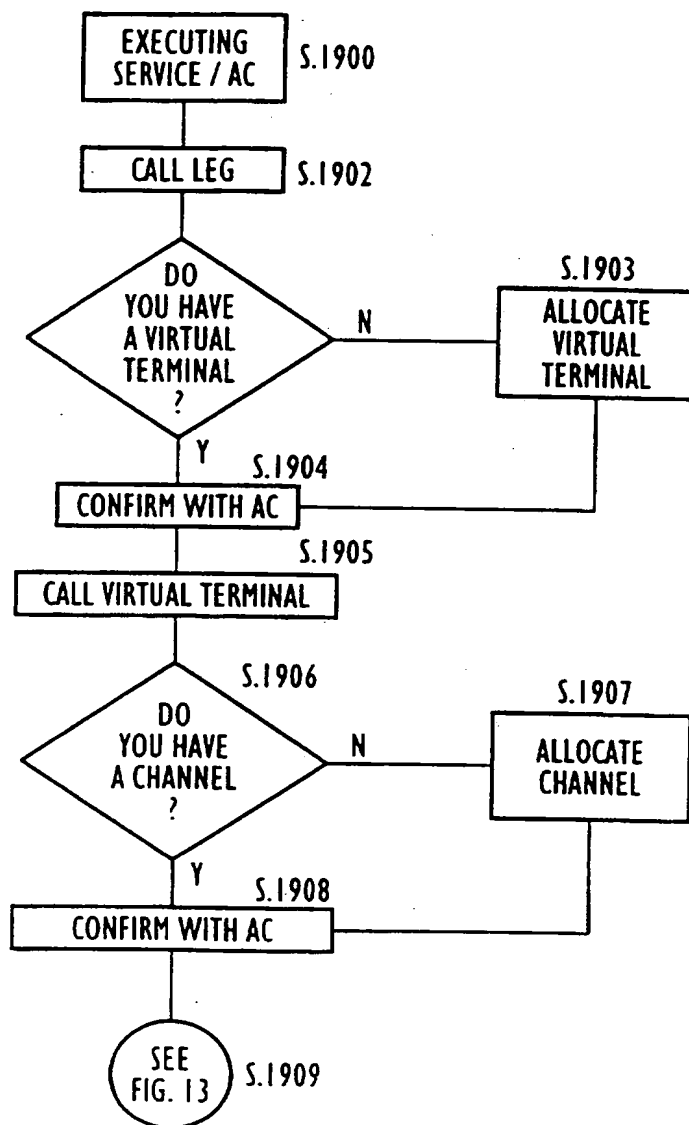 EXECUTING
SERVICE / AC
S.1900
CALL LEG
S.1902
DO
YOU HAVE
A VIRTUAL
TERMINAL
?
N
S.1903
ALLOCATE
VIRTUAL
TERMINAL
Y
S.1904
CONFIRM WITH AC
S.1905
CALL VIRTUAL TERMINAL
S.1906
DO
YOU HAVE
A CHANNEL
?
N
S.1907
ALLOCATE
CHANNEL
Y
S.1908
CONFIRM WITH AC
SEE
FIG. 13
S.1909